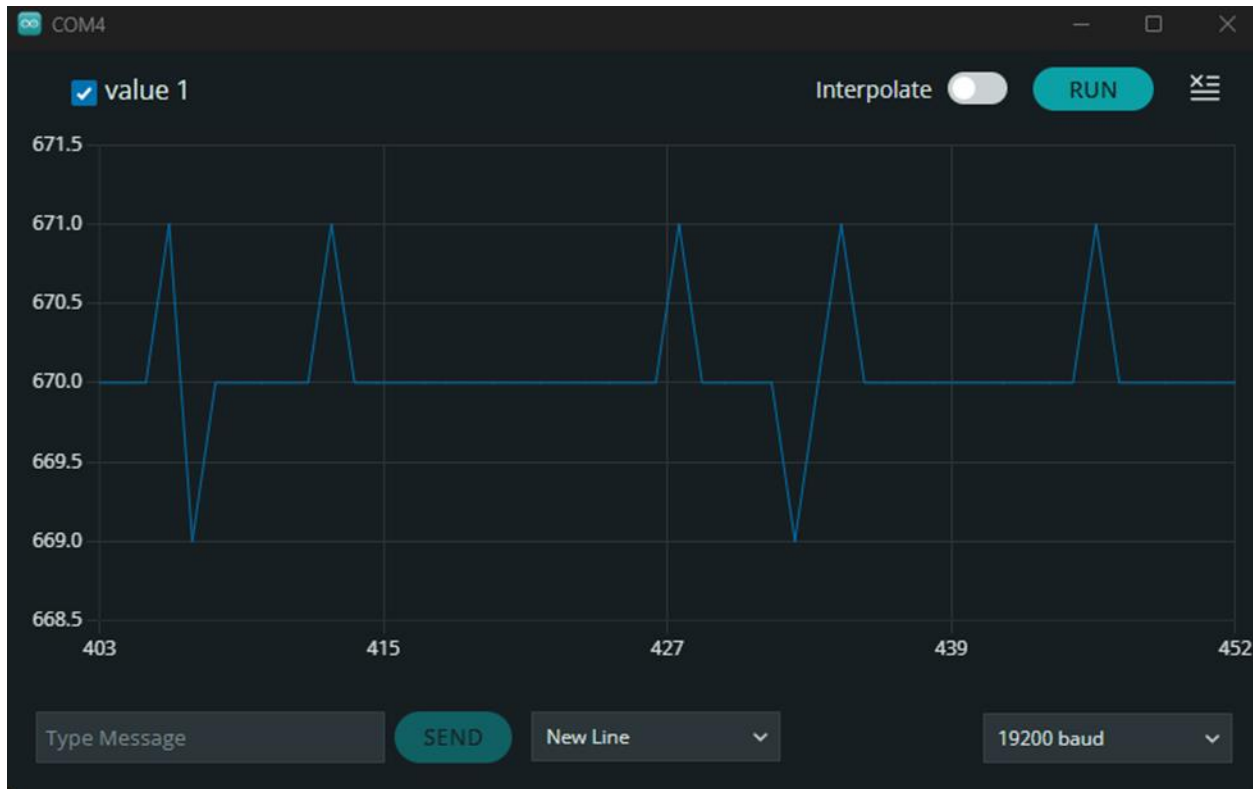 COM4
value 1
Interpolate
RUN
671.5
671.0
670.5
670.0
669.5
669.0
668.5
403 415 427 439 452
Type Message
SEND
New Line
19200 baud